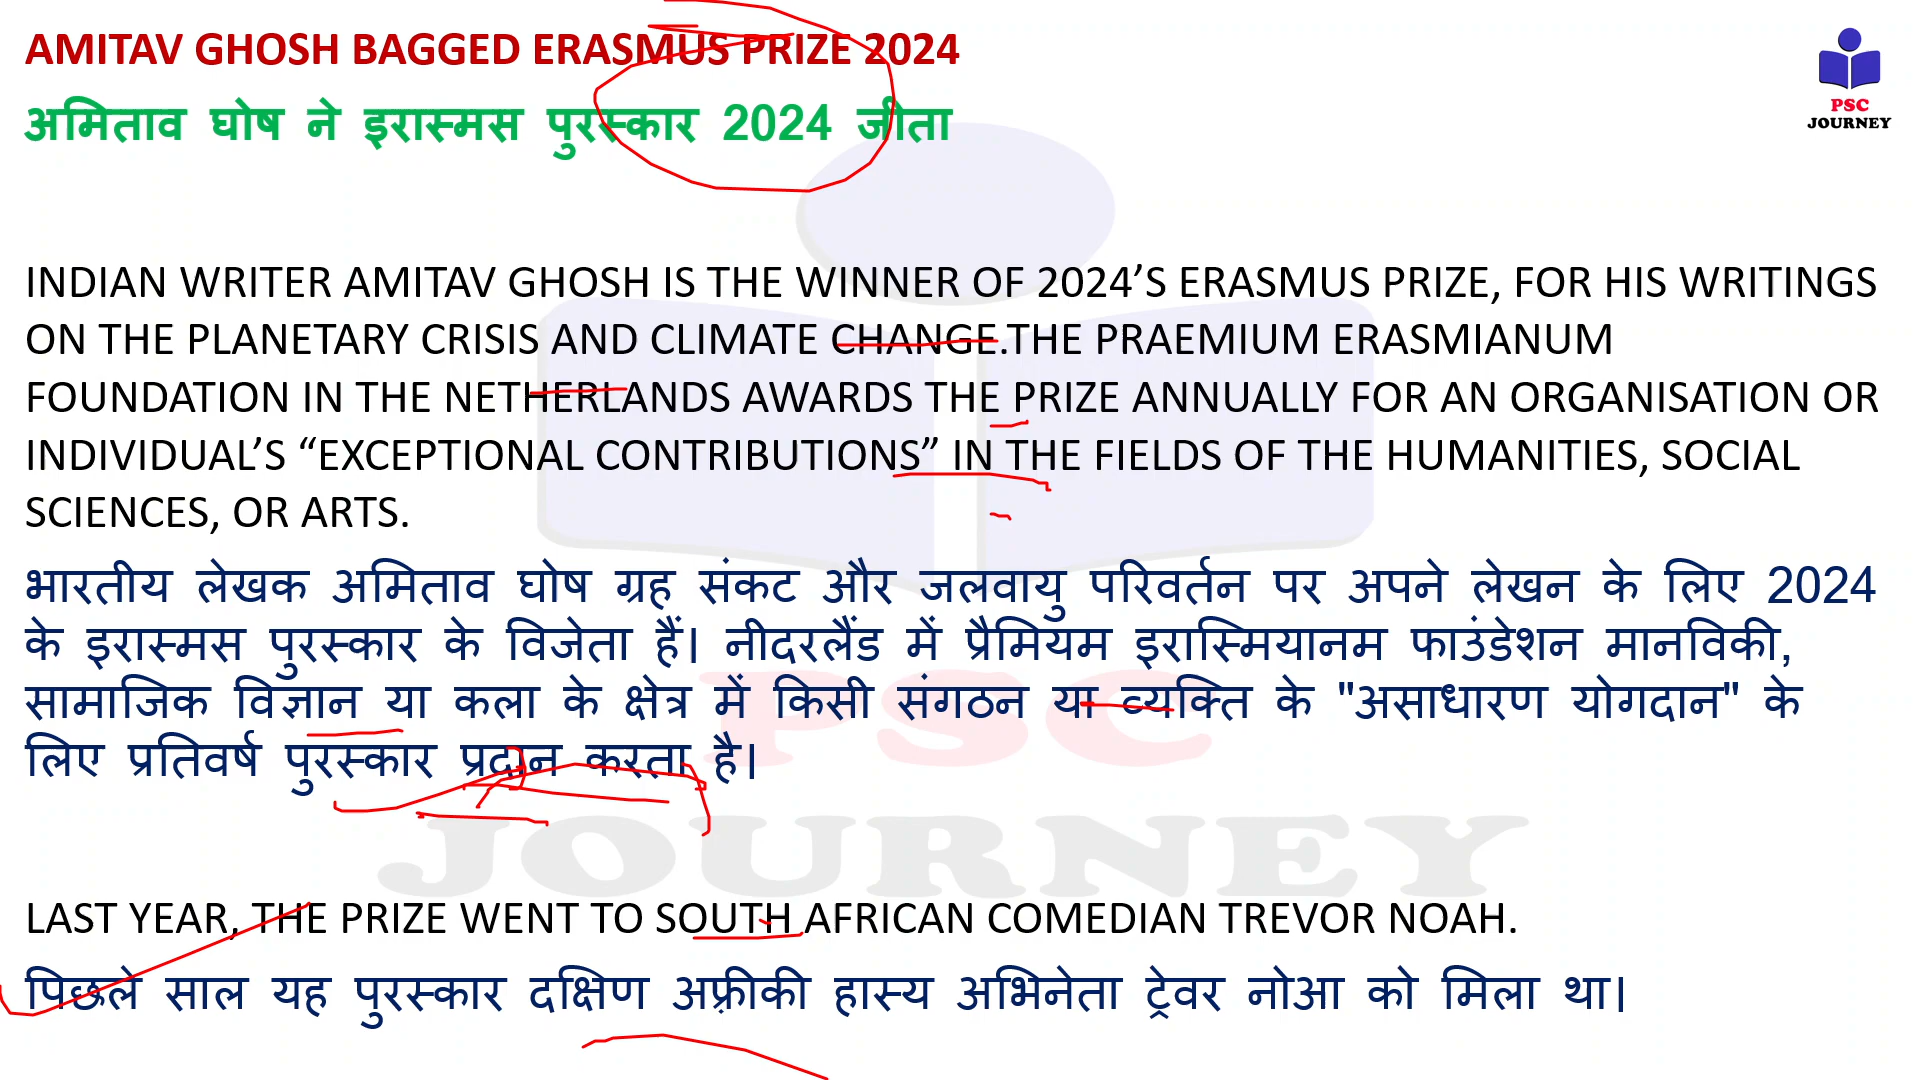 AMITAV GHOSH BAGGED ERASMUS PRIZE 2024
अमिताव घोष ने इरास्मस पुरस्कार 2024 जीता
PSC
JOURNEY
INDIAN WRITER AMITAV GHOSH IS THE WINNER OF 2024’S ERASMUS PRIZE, FOR HIS WRITINGS
ON THE PLANETARY CRISIS AND CLIMATE CHANGE.THE PRAEMIUM ERASMIANUM
FOUNDATION IN THE NETHERLANDS AWARDS THE PRIZE ANNUALLY FOR AN ORGANISATION OR
INDIVIDUAL’S “EXCEPTIONAL CONTRIBUTIONS” IN THE FIELDS OF THE HUMANITIES, SOCIAL
SCIENCES, OR ARTS.
भारतीय लेखक अमिताव घोष ग्रह संकट और जलवायु परिवर्तन पर अपने लेखन के लिए 2024
के इरास्मस पुरस्कार के विजेता हैं। नीदरलैंड में प्रैमियम इरास्मियानम फाउंडेशन मानविकी,
सामाजिक विज्ञान या कला के क्षेत्र में किसी संगठन या व्यक्ति के "असाधारण योगदान" के
लिए प्रतिवर्ष पुरस्कार प्रदान करता है।
PSC
JOURNEY
LAST YEAR, THE PRIZE WENT TO SOUTH AFRICAN COMEDIAN TREVOR NOAH.
पिछले साल यह पुरस्कार दक्षिण अफ़्रीकी हास्य अभिनेता ट्रेवर नोआ को मिला था।